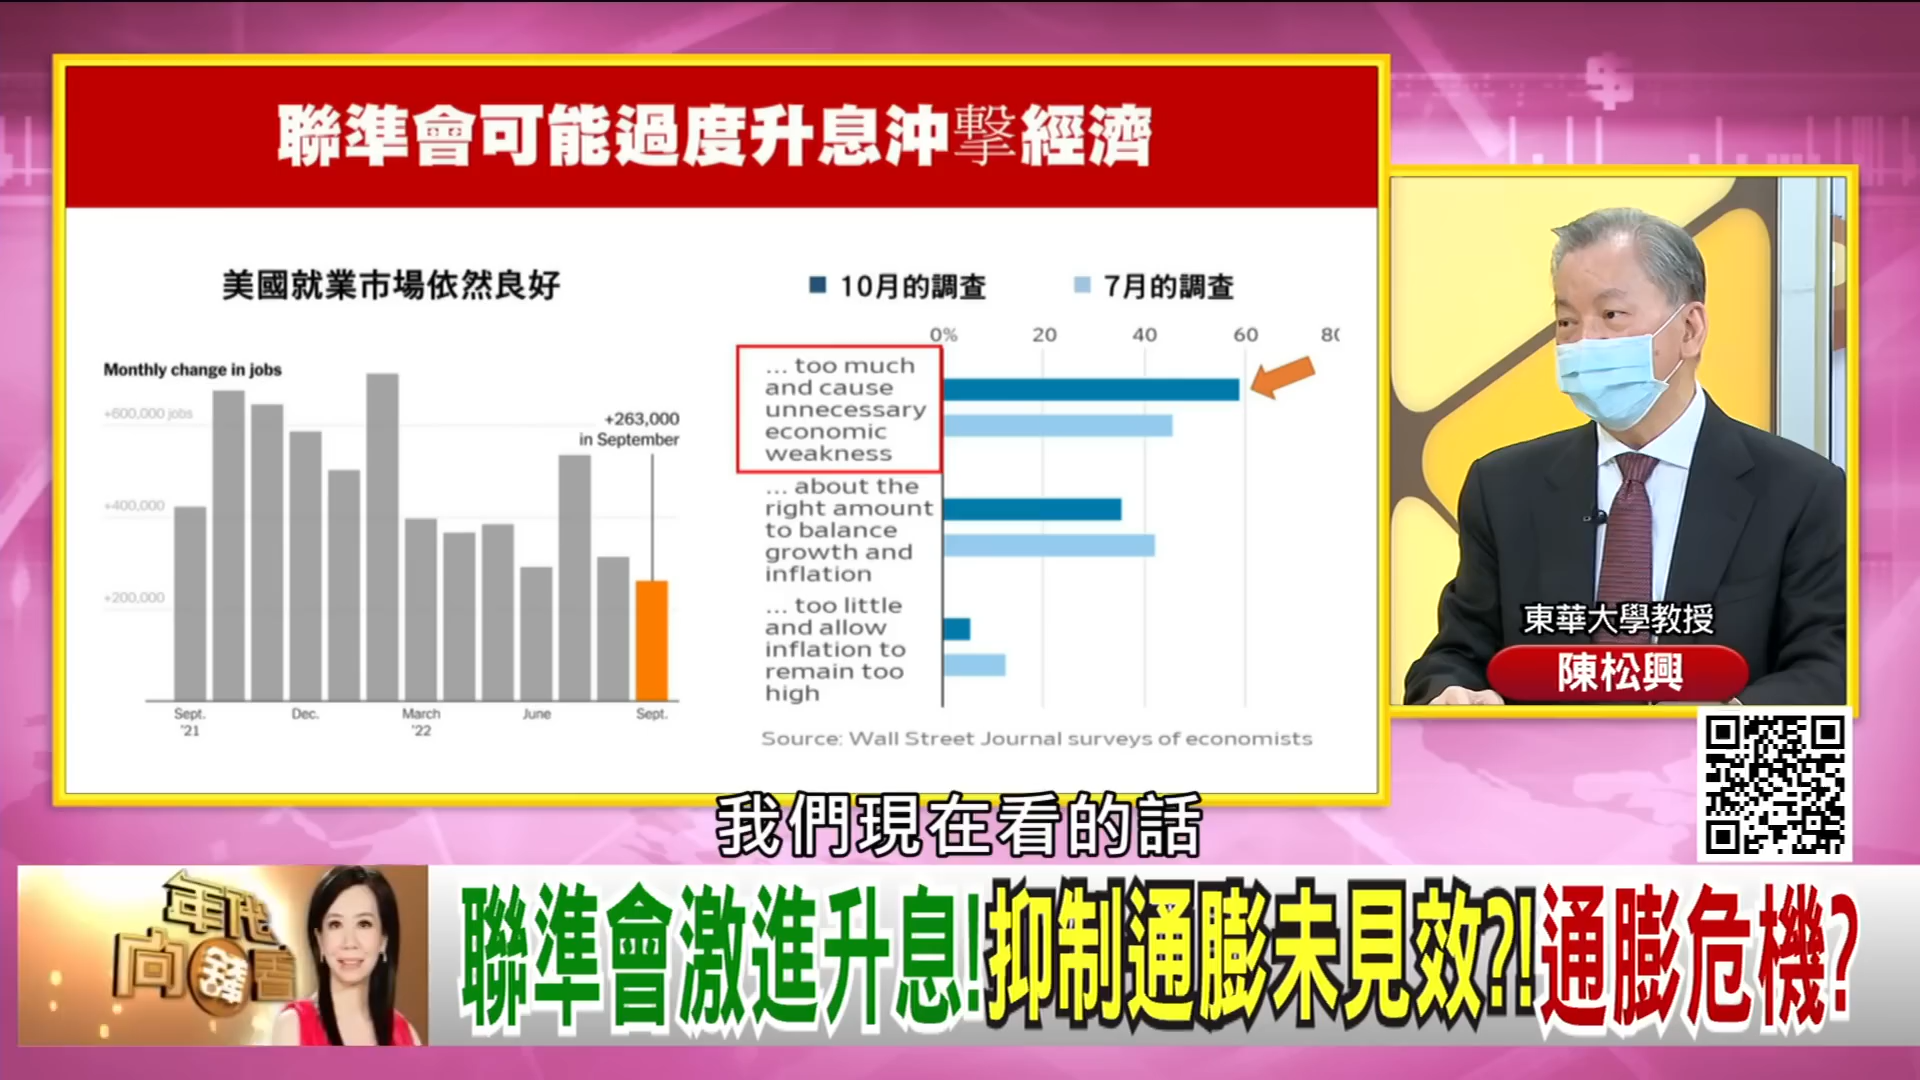 聯準會可能過度升息沖擊經濟
美國就業市場依然良好
Monthly change in jobs
+600,000 jobs
+400,000
+200,000
+263,000
in September
Sept.
'21
Dec.
March
'22
June
Sept.
10月的調查
7月的調查
0%
20
40
60
... too much
and cause
unnecessary
economic
weakness
... about the
right amount
to balance
growth and
inflation
... too little
and allow
inflation to
remain too
high
Source: Wall Street Journal surveys of economists
東華大學教授
陳松興
我們現在看的話
年代
向錢看
聯準會激進升息!抑制通膨未見效?!通膨危機?